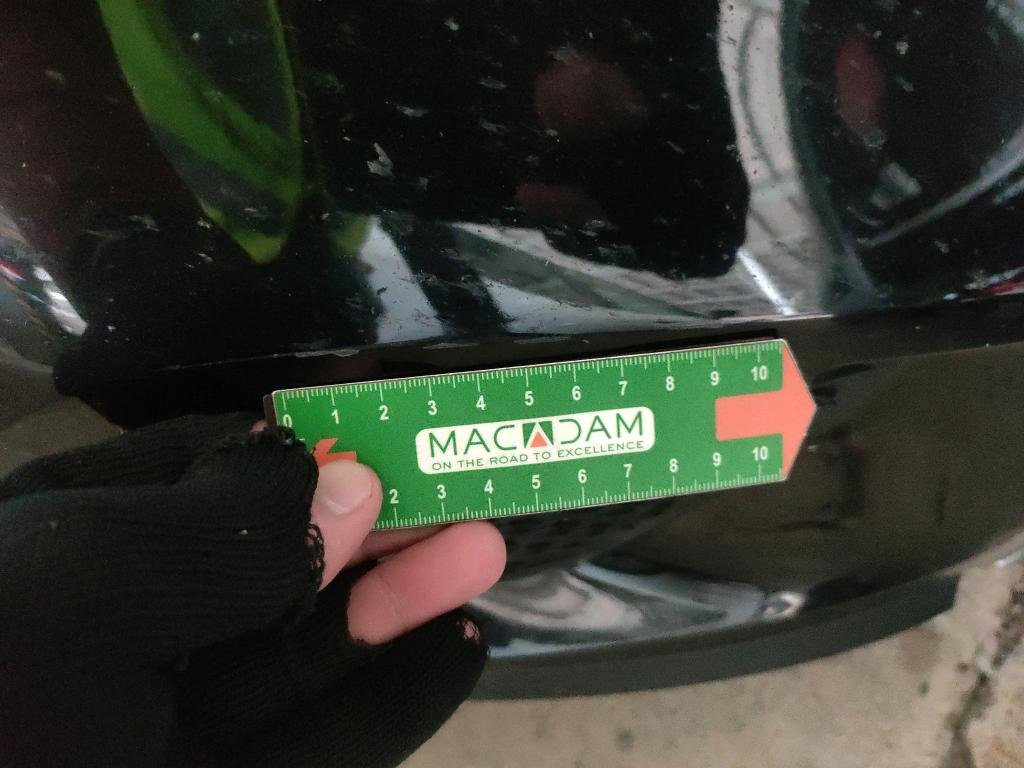 0 1 2 3 4 5 6 7 8 9 10
MACADAM
ON THE ROAD TO EXCELLENCE
2 3 4 5 6 7 8 9 10